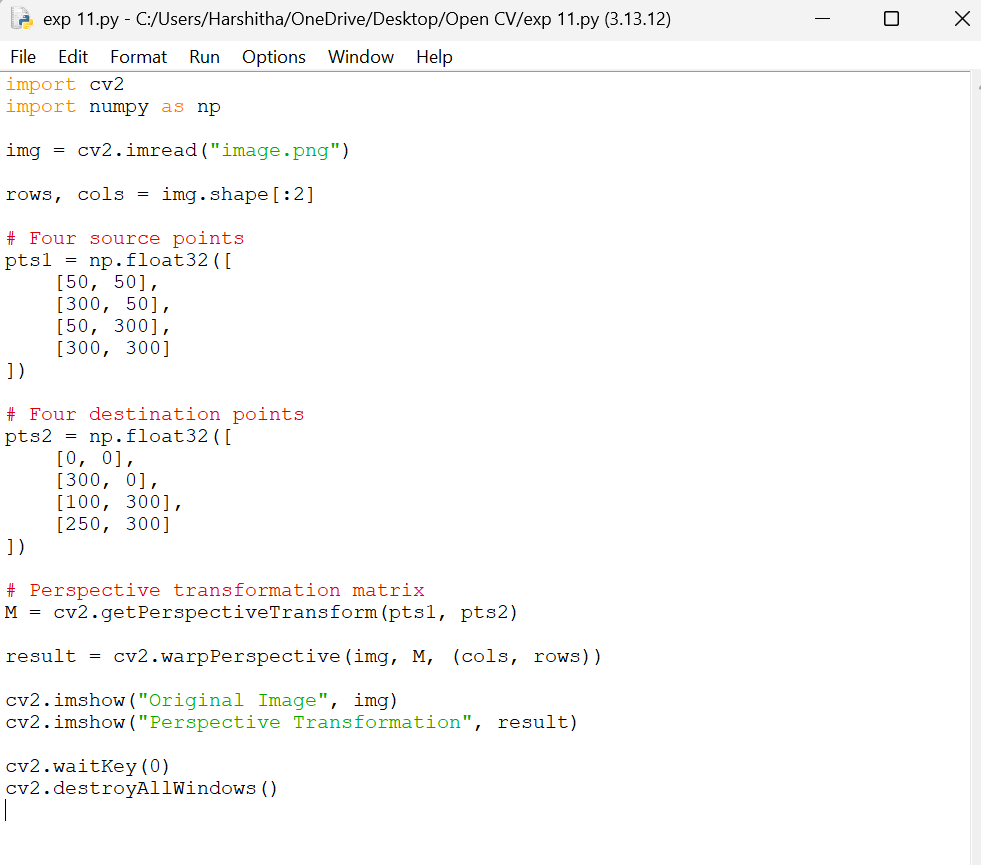 exp 11.py - C:/Users/Harshitha/OneDrive/Desktop/Open CV/exp 11.py (3.13.12)
File Edit Format Run Options Window Help
import cv2
import numpy as np

img = cv2.imread("image.png")

rows, cols = img.shape[:2]

# Four source points
pts1 = np.float32([
    [50, 50],
    [300, 50],
    [50, 300],
    [300, 300]
])

# Four destination points
pts2 = np.float32([
    [0, 0],
    [300, 0],
    [100, 300],
    [250, 300]
])

# Perspective transformation matrix
M = cv2.getPerspectiveTransform(pts1, pts2)

result = cv2.warpPerspective(img, M, (cols, rows))

cv2.imshow("Original Image", img)
cv2.imshow("Perspective Transformation", result)

cv2.waitKey(0)
cv2.destroyAllWindows()